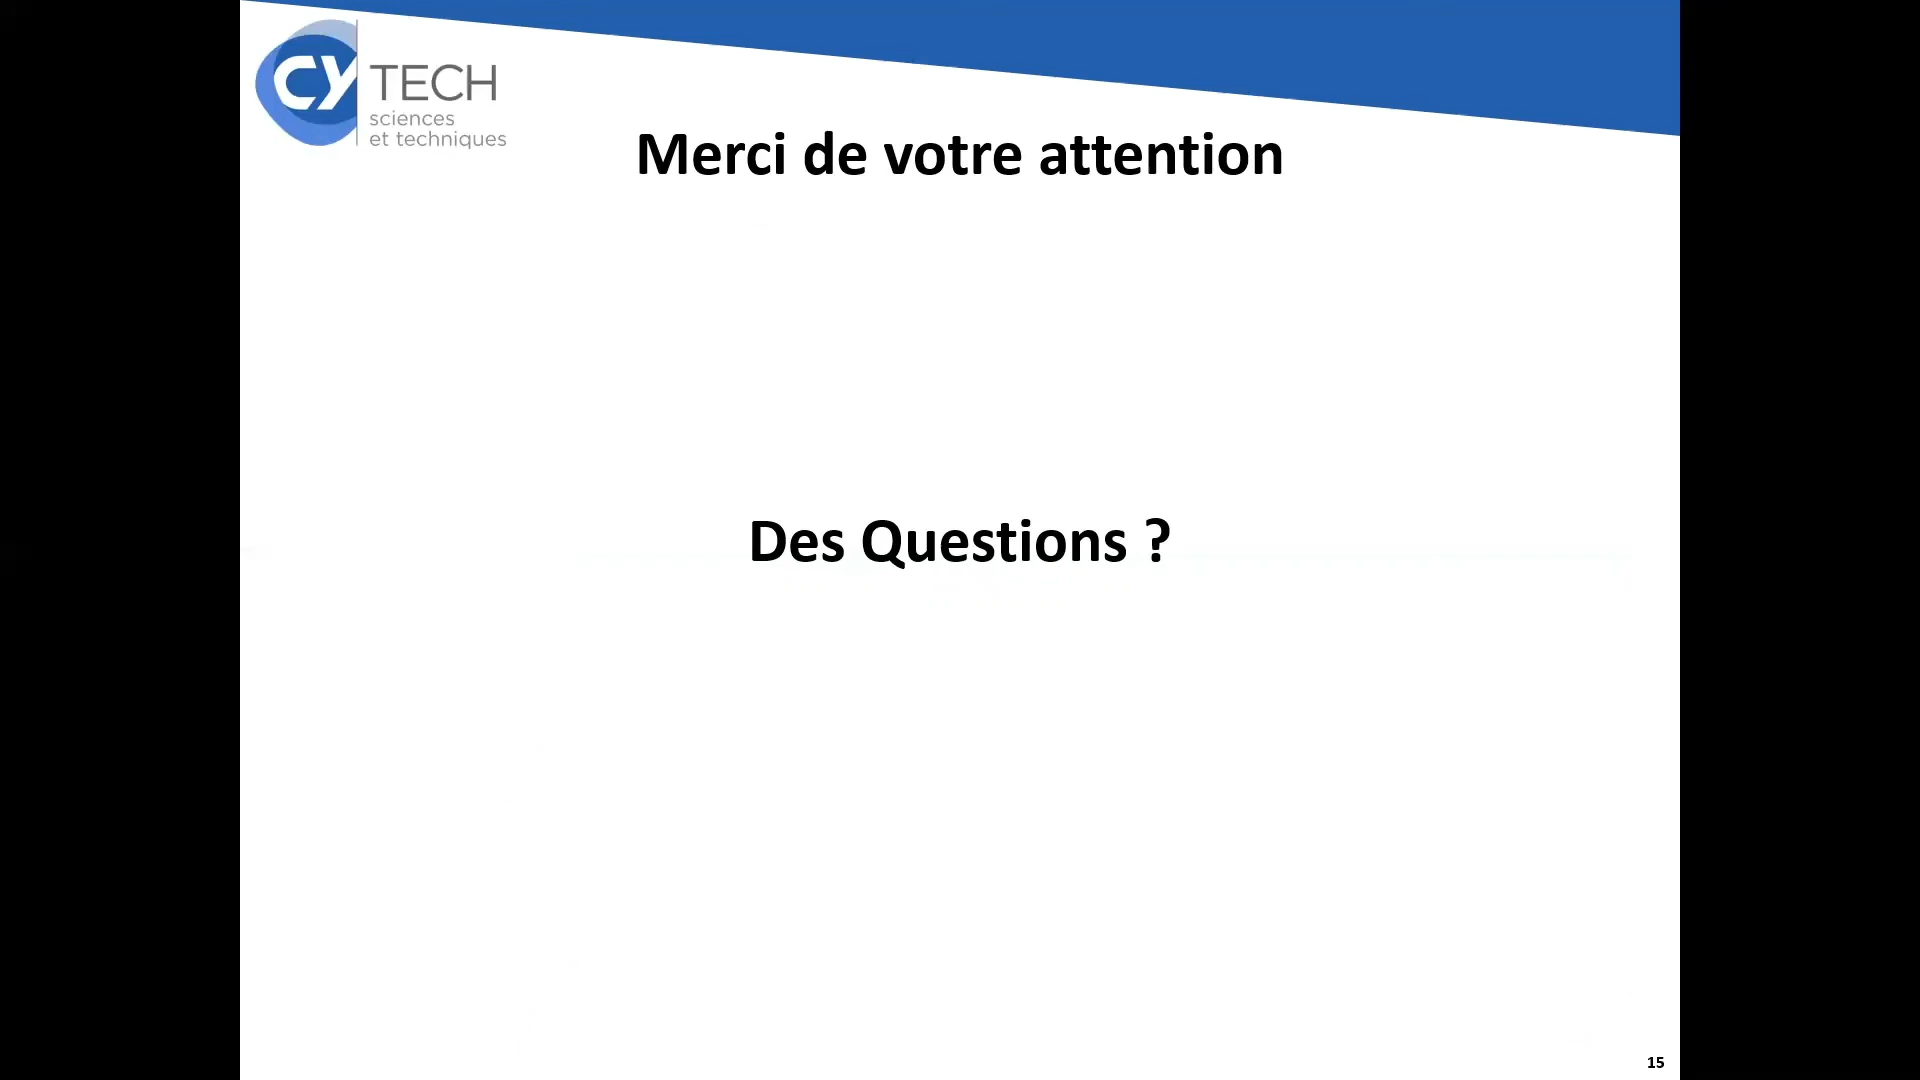 CY TECH
sciences
et techniques
Merci de votre attention
Des Questions ?
15